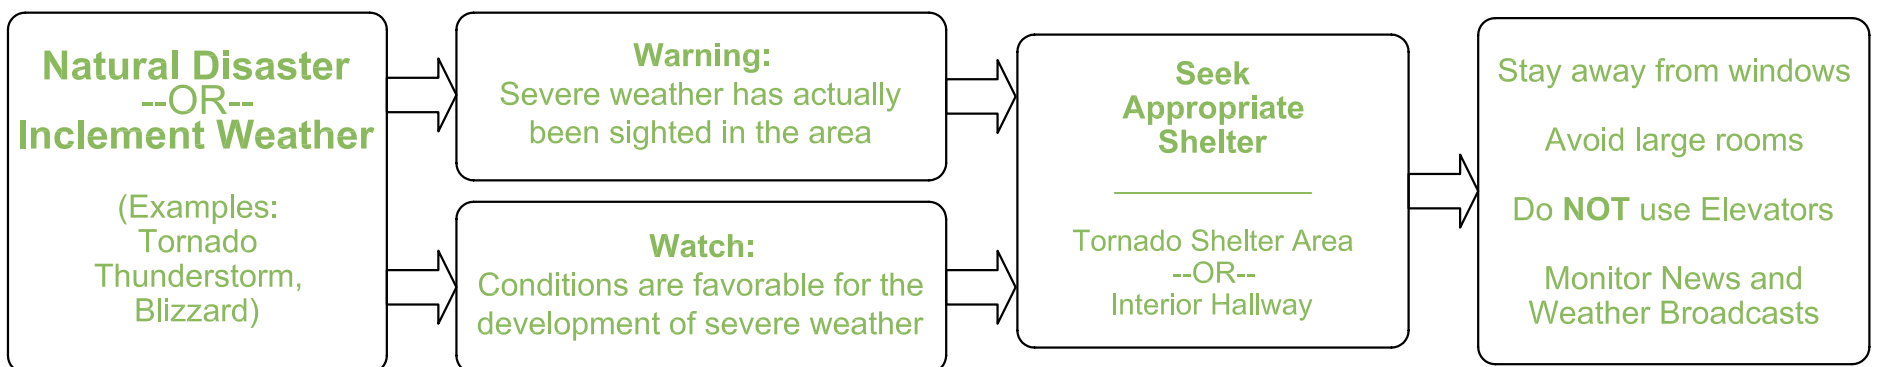 Natural Disaster
--OR--
Inclement Weather
(Examples:
Tornado
Thunderstorm,
Blizzard)
Warning:
Severe weather has actually
been sighted in the area
Watch:
Conditions are favorable for the
development of severe weather
Seek
Appropriate
Shelter
Tornado Shelter Area
--OR--
Interior Hallway
Stay away from windows
Avoid large rooms
Do NOT use Elevators
Monitor News and
Weather Broadcasts